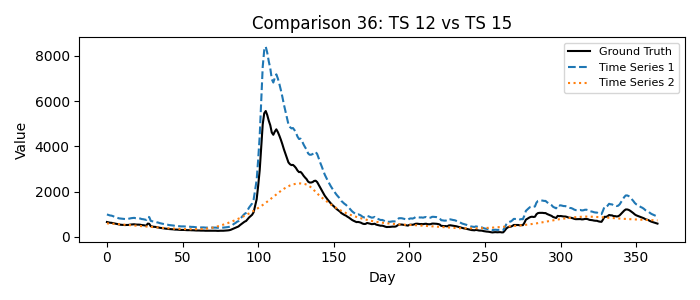 Comparison 36: TS 12 vs TS 15
Ground Truth
Time Series 1
Time Series 2
Value
8000
6000
4000
2000
0
0 50 100 150 200 250 300 350
Day